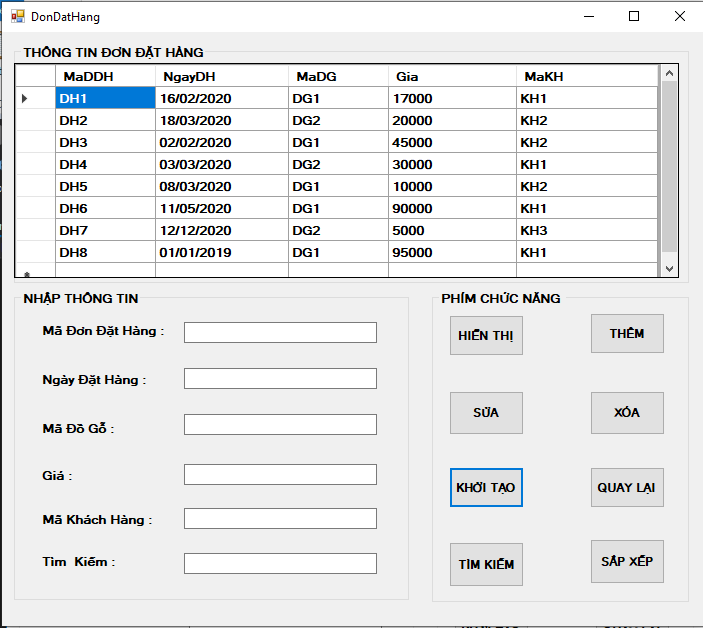 DonDatHang
THÔNG TIN ĐƠN ĐẶT HÀNG
MaDDH NgayDH MaDG Gia MaKH
DH1 16/02/2020 DG1 17000 KH1
DH2 18/03/2020 DG2 20000 KH2
DH3 02/02/2020 DG1 45000 KH2
DH4 03/03/2020 DG2 30000 KH1
DH5 08/03/2020 DG1 10000 KH2
DH6 11/05/2020 DG1 90000 KH1
DH7 12/12/2020 DG2 5000 KH3
DH8 01/01/2019 DG1 95000 KH1
NHẬP THÔNG TIN
Mã Đơn Đặt Hàng :
Ngày Đặt Hàng :
Mã Đồ Gỗ :
Giá :
Mã Khách Hàng :
Tìm Kiếm :
PHÍM CHỨC NĂNG
HIỂN THỊ THÊM
SỬA XÓA
KHỞI TẠO QUAY LẠI
TÌM KIẾM SẮP XẾP